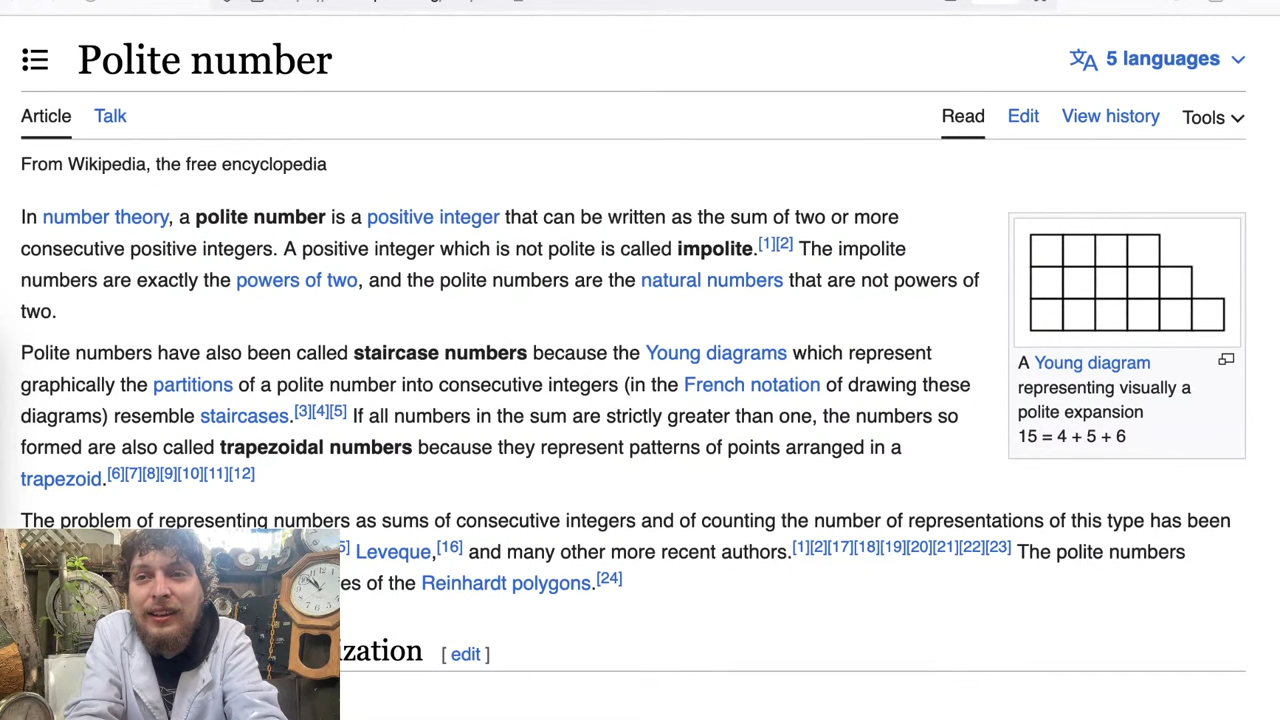 Polite number
5 languages
Article Talk
Read Edit View history Tools
From Wikipedia, the free encyclopedia
In number theory, a polite number is a positive integer that can be written as the sum of two or more
consecutive positive integers. A positive integer which is not polite is called impolite.[1][2] The impolite
numbers are exactly the powers of two, and the polite numbers are the natural numbers that are not powers of
two.
A Young diagram
representing visually a
polite expansion
15 = 4 + 5 + 6
Polite numbers have also been called staircase numbers because the Young diagrams which represent
graphically the partitions of a polite number into consecutive integers (in the French notation of drawing these
diagrams) resemble staircases.[3][4][5] If all numbers in the sum are strictly greater than one, the numbers so
formed are also called trapezoidal numbers because they represent patterns of points arranged in a
trapezoid.[6][7][8][9][10][11][12]
The problem of representing numbers as sums of consecutive integers and of counting the number of representations of this type has been
Leveque,[16] and many other more recent authors.[1][2][17][18][19][20][21][22][23] The polite numbers
of the Reinhardt polygons.[24]
[ edit ]